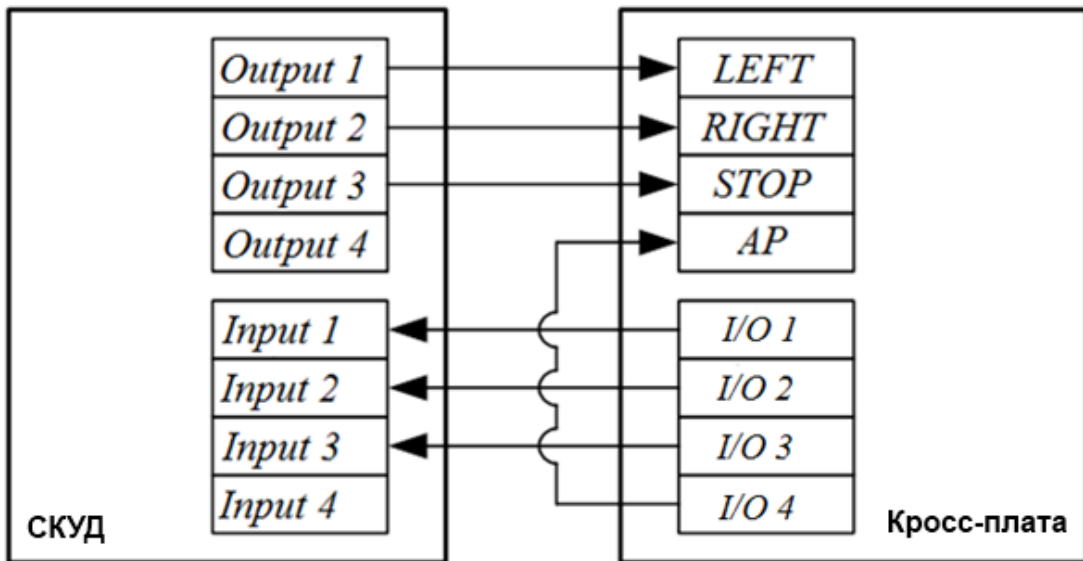 Output 1
Output 2
Output 3
Output 4
Input 1
Input 2
Input 3
Input 4
СКУД
LEFT
RIGHT
STOP
AP
I/O 1
I/O 2
I/O 3
I/O 4
Кросс-плата